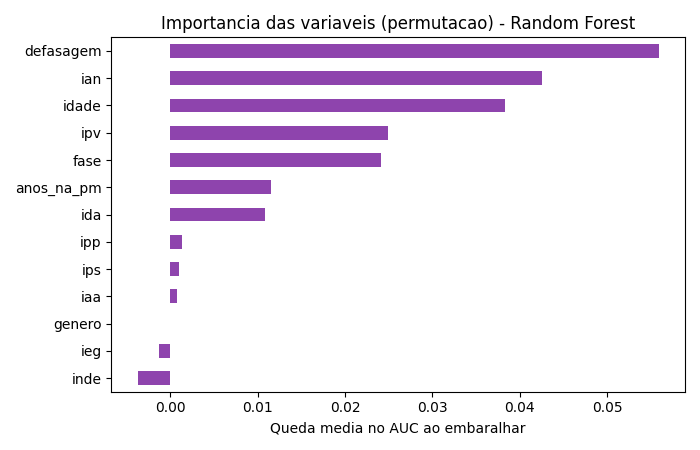 Importancia das variaveis (permutacao) - Random Forest
defasagem
ian
idade
ipv
fase
anos_na_pm
ida
ipp
ips
iaa
genero
ieg
inde
0.00 0.01 0.02 0.03 0.04 0.05
Queda media no AUC ao embaralhar